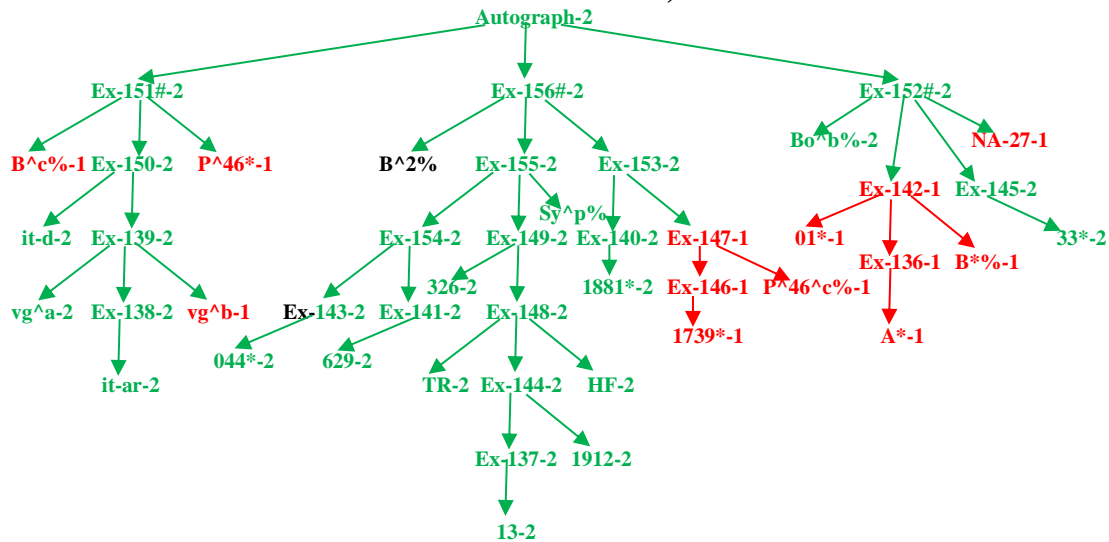 Autograph-2
Ex-151#-2 Ex-156#-2 Ex-152#-2
Bo^b%-2 NA-27-1
B^c%-1 Ex-150-2 P^46*-1 B^2% Ex-155-2 Ex-153-2
Ex-142-1 Ex-145-2
Sy^p%
it-d-2 Ex-139-2 Ex-154-2 Ex-149-2 Ex-140-2 Ex-147-1 01*-1 33*-2
Ex-136-1 B*%-1
326-2 1881*-2 Ex-146-1 P^46^c%-1
vg^a-2 Ex-138-2 vg^b-1 Ex-143-2 Ex-141-2 Ex-148-2
1739*-1 A*-1
044*-2 629-2
it-ar-2 TR-2 Ex-144-2 HF-2
Ex-137-2 1912-2
13-2